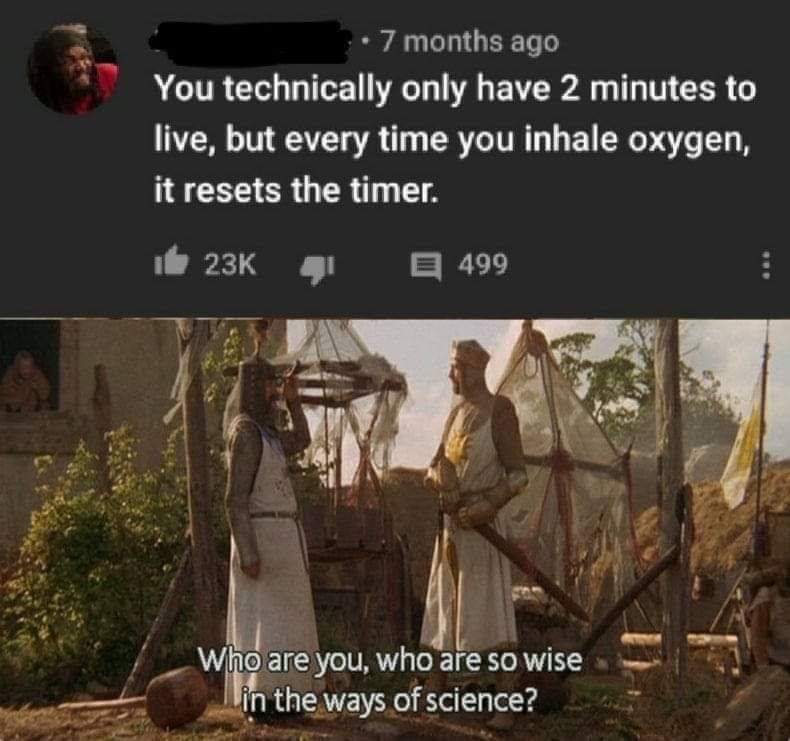 • 7 months ago
You technically only have 2 minutes to
live, but every time you inhale oxygen,
it resets the timer.
23K 499
Who are you, who are so wise
in the ways of science?